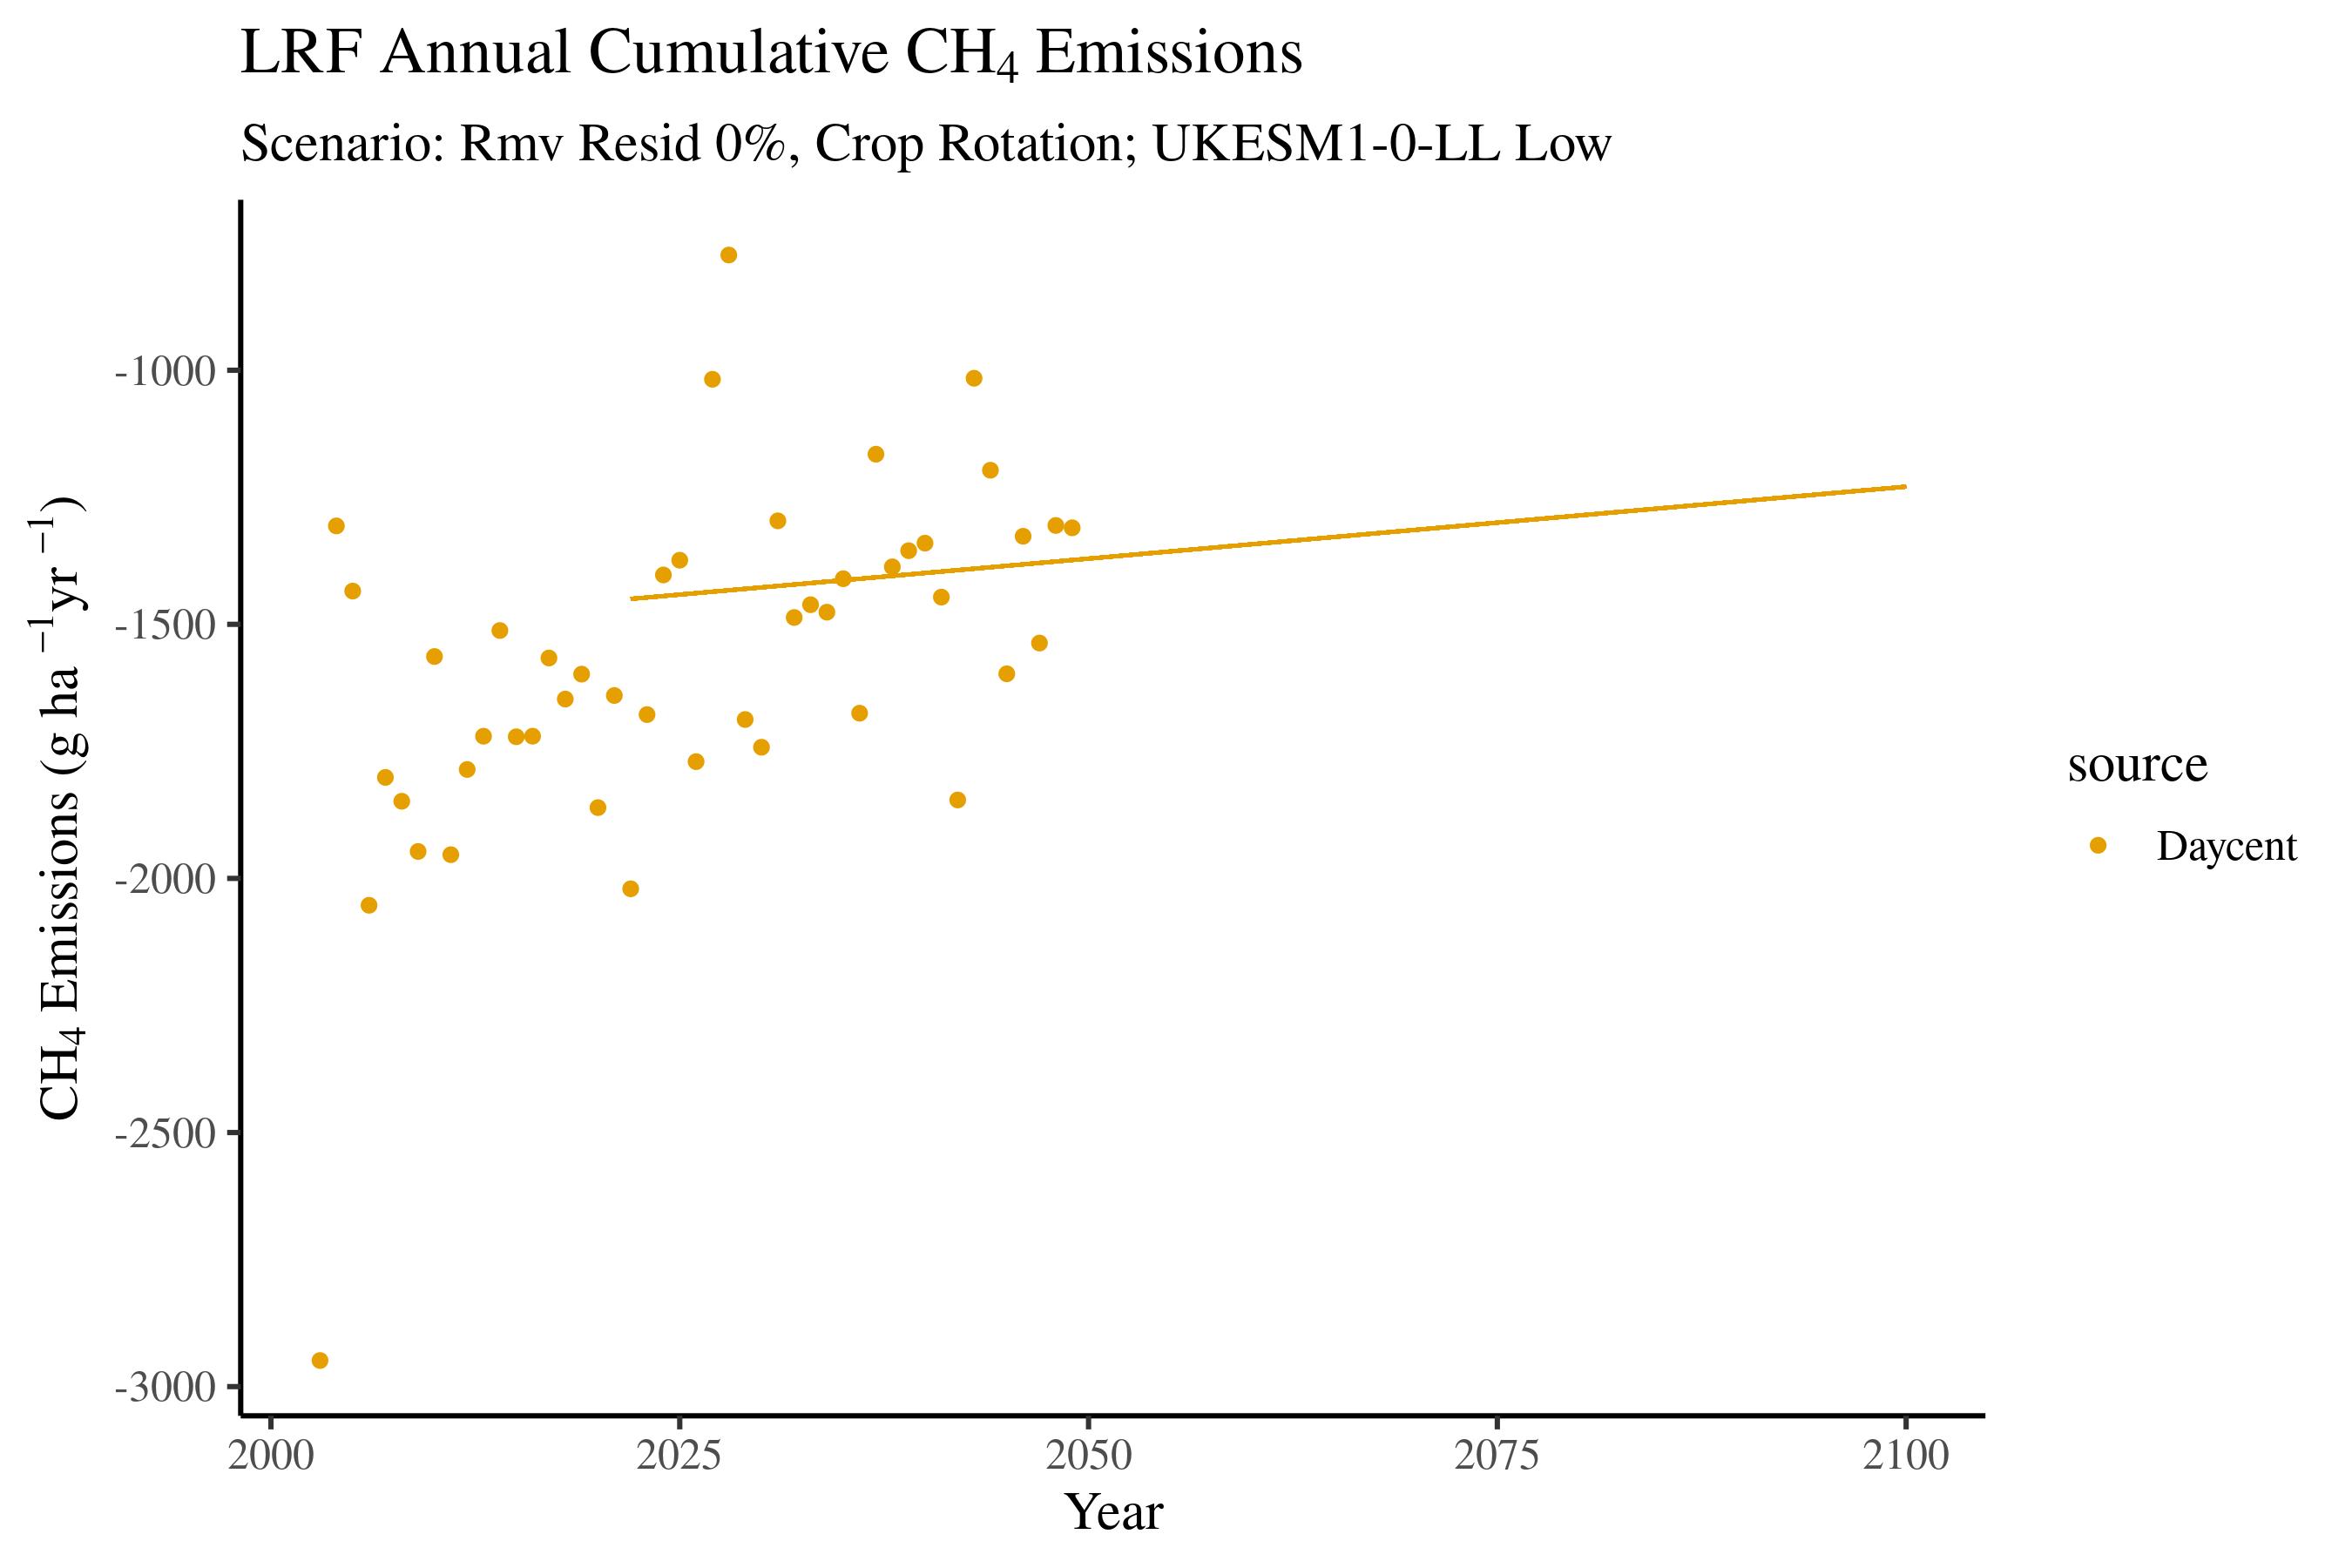 LRF Annual Cumulative CH₄ Emissions
Scenario: Rmv Resid 0%, Crop Rotation; UKESM1-0-LL Low
CH₄ Emissions (g ha ⁻¹yr ⁻¹)
-1000
-1500
-2000
-2500
-3000
2000 2025 2050 2075 2100
Year
source
Daycent